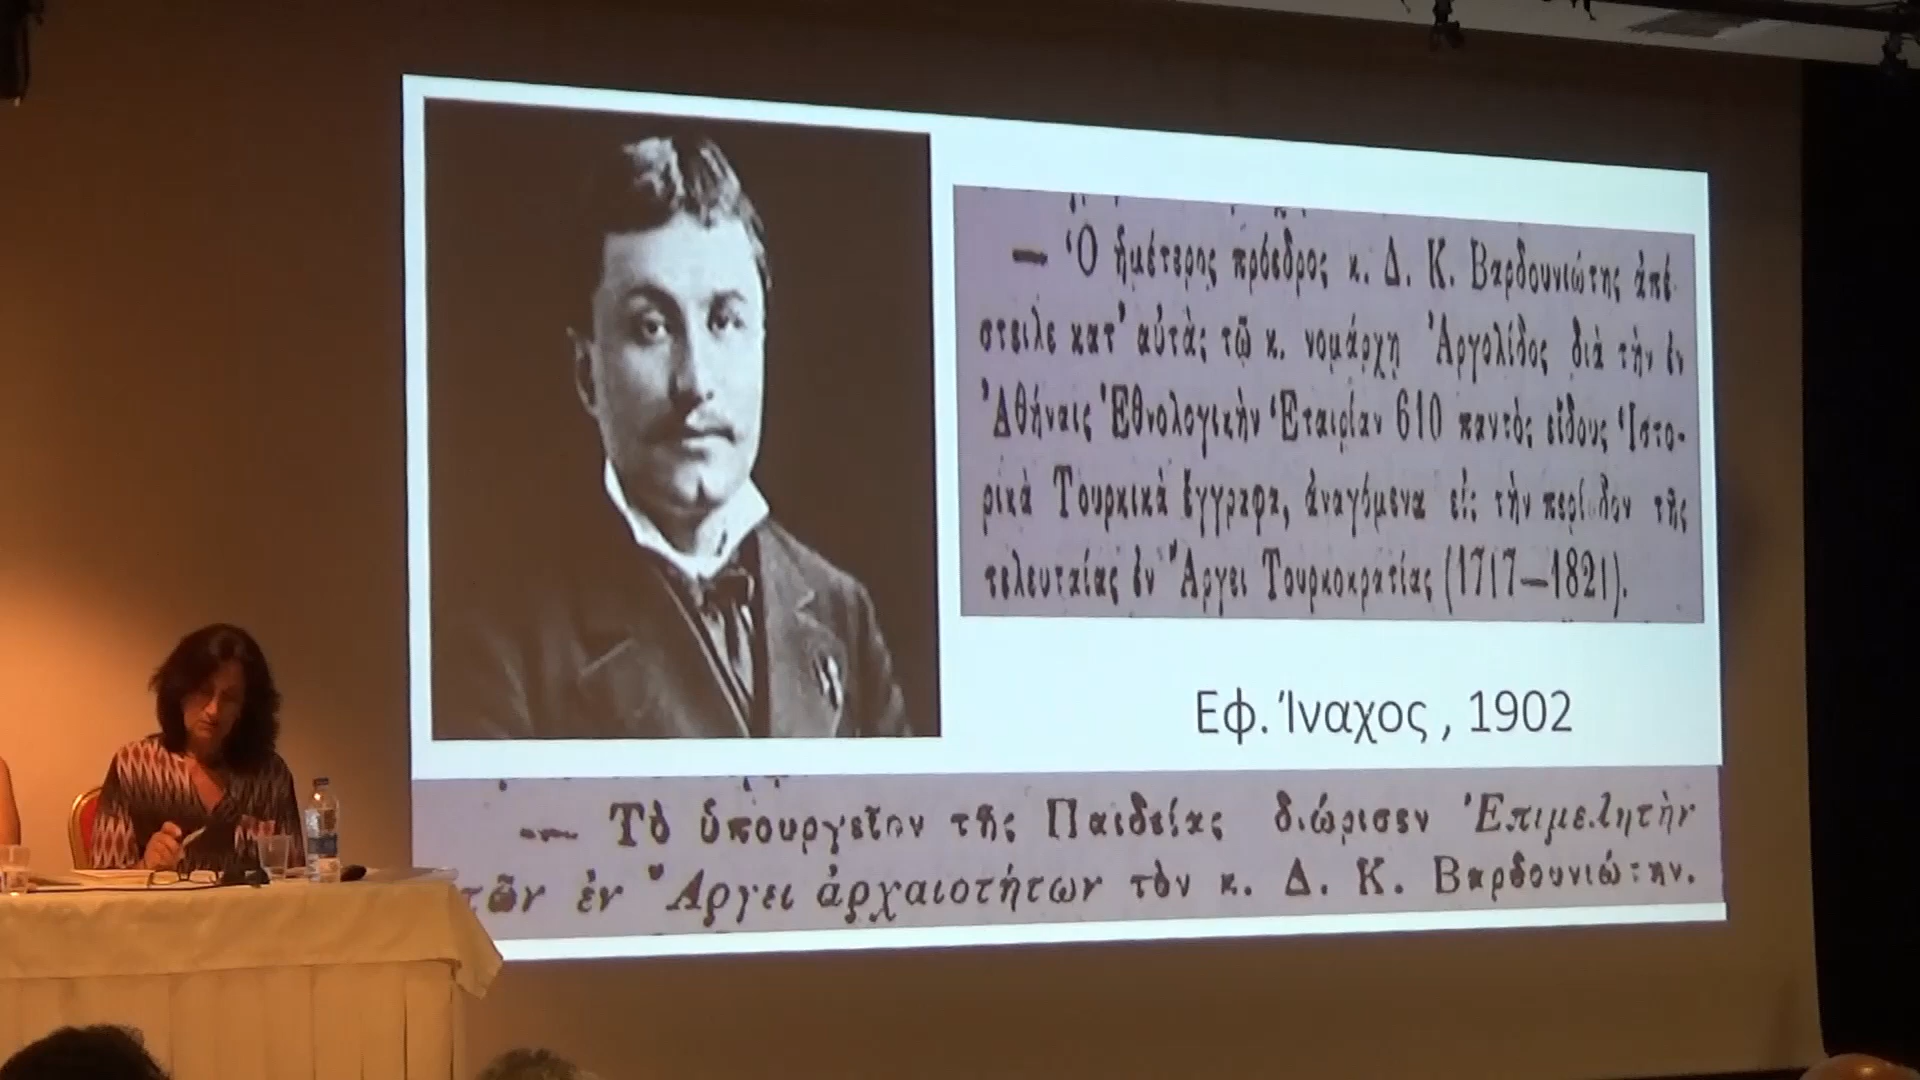 — Ὁ ἡμέτερος πρόεδρος κ. Δ. Κ. Βαρδουνιώτης ἀπέ-
στειλε κατ' αὐτὰς τῷ κ. νομάρχῃ Ἀργολίδος διὰ τὴν ἐν
Ἀθήναις Ἐθνολογικὴν Ἑταιρίαν 610 παντὸς εἴδους Ἱστο-
ρικὰ Τουρκικὰ ἔγγραφα, ἀναγόμενα εἰς τὴν περίοδον τῆς
τελευταίας ἐν Ἄργει Τουρκοκρατίας (1717—1821).
Εφ. Ίναχος , 1902
— Τὸ ὑπουργεῖον τῆς Παιδείας διώρισεν Ἐπιμελητὴν
τῶν ἐν Ἄργει ἀρχαιοτήτων τὸν κ. Δ. Κ. Βαρδουνιώτην.